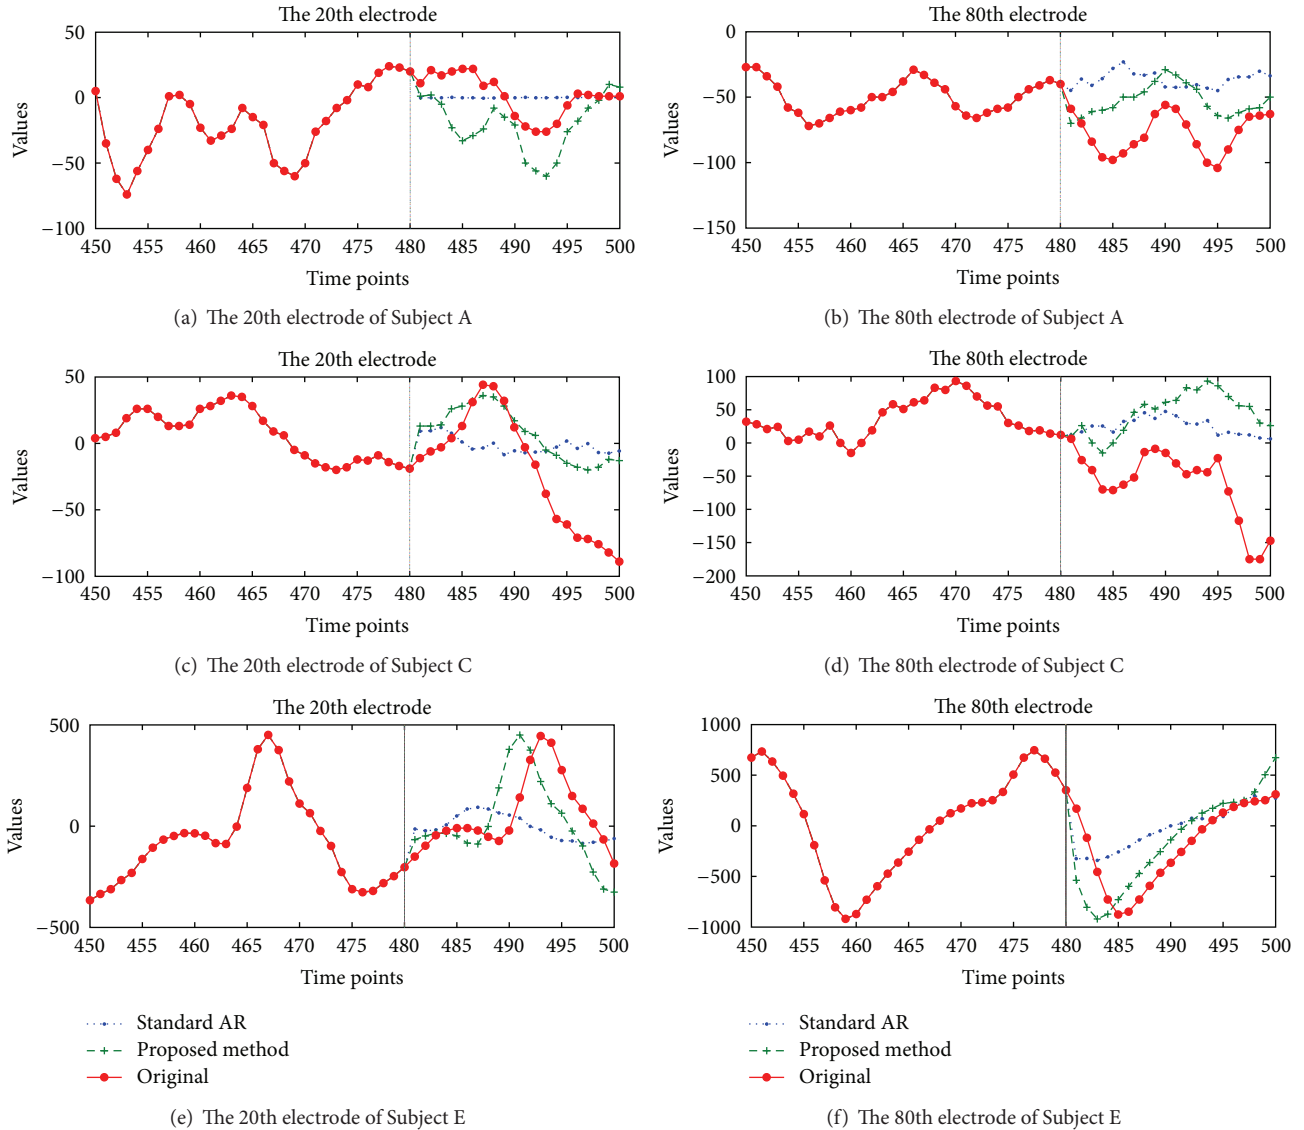 The 20th electrode
50
0
−50
−100
Values
450 455 460 465 470 475 480 485 490 495 500
Time points
(a) The 20th electrode of Subject A
The 80th electrode
0
−50
−100
−150
Values
450 455 460 465 470 475 480 485 490 495 500
Time points
(b) The 80th electrode of Subject A
The 20th electrode
50
0
−50
−100
Values
450 455 460 465 470 475 480 485 490 495 500
Time points
(c) The 20th electrode of Subject C
The 80th electrode
100
50
0
−50
−100
−150
−200
Values
450 455 460 465 470 475 480 485 490 495 500
Time points
(d) The 80th electrode of Subject C
The 20th electrode
500
0
−500
Values
450 455 460 465 470 475 480 485 490 495 500
Time points
Standard AR
Proposed method
Original
(e) The 20th electrode of Subject E
The 80th electrode
1000
500
0
−500
−1000
Values
450 455 460 465 470 475 480 485 490 495 500
Time points
Standard AR
Proposed method
Original
(f) The 80th electrode of Subject E